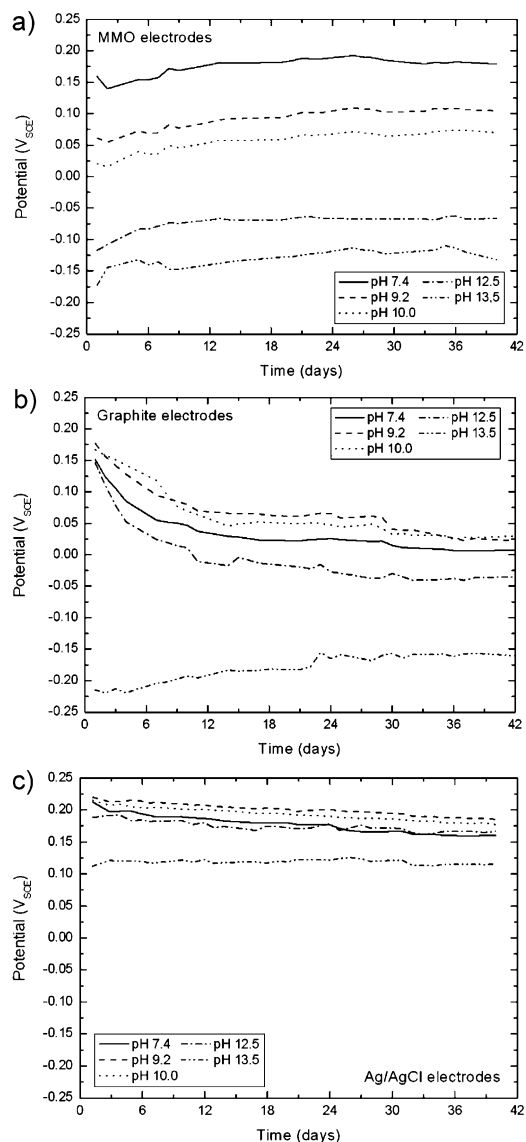 a)
MMO electrodes
0.25
0.20
0.15
0.10
0.05
0.00
-0.05
-0.10
-0.15
-0.20
-0.25
Potential (V_SCE)
pH 7.4 pH 12.5
pH 9.2 pH 13.5
pH 10.0
0 6 12 18 24 30 36 42
Time (days)
b)
Graphite electrodes
0.25
0.20
0.15
0.10
0.05
0.00
-0.05
-0.10
-0.15
-0.20
-0.25
Potential (V_SCE)
pH 7.4 pH 12.5
pH 9.2 pH 13.5
pH 10.0
0 6 12 18 24 30 36 42
Time (days)
c)
0.25
0.20
0.15
0.10
0.05
0.00
-0.05
-0.10
-0.15
-0.20
-0.25
Potential (V_SCE)
pH 7.4 pH 12.5
pH 9.2 pH 13.5
pH 10.0
Ag/AgCl electrodes
0 6 12 18 24 30 36 42
Time (days)